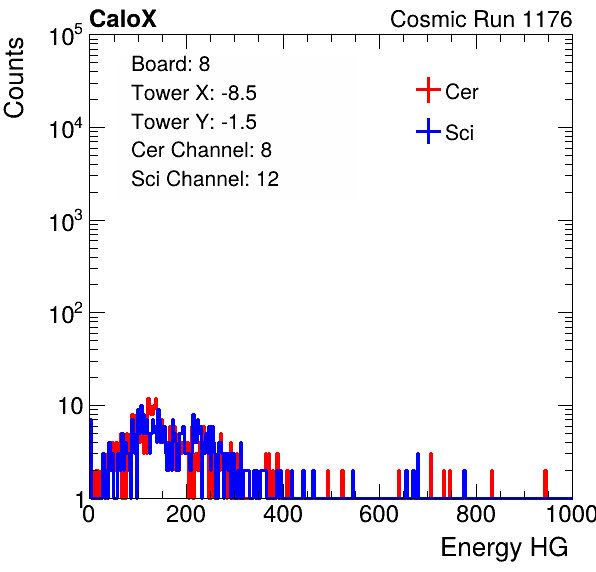 CaloX Cosmic Run 1176
Counts
Board: 8
Tower X: -8.5
Tower Y: -1.5
Cer Channel: 8
Sci Channel: 12
Cer
Sci
10^5
10^4
10^3
10^2
10
1
0 200 400 600 800 1000
Energy HG